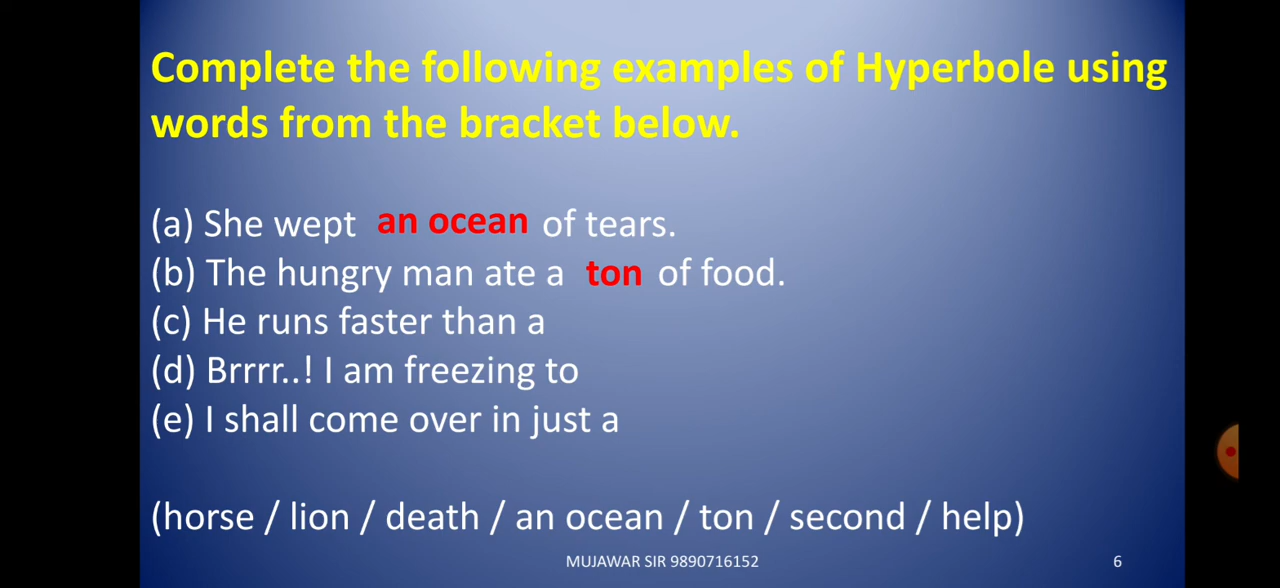 Complete the following examples of Hyperbole using
words from the bracket below.
(a) She wept an ocean of tears.
(b) The hungry man ate a ton of food.
(c) He runs faster than a
(d) Brrrr..! I am freezing to
(e) I shall come over in just a
(horse / lion / death / an ocean / ton / second / help)
MUJAWAR SIR 9890716152 6